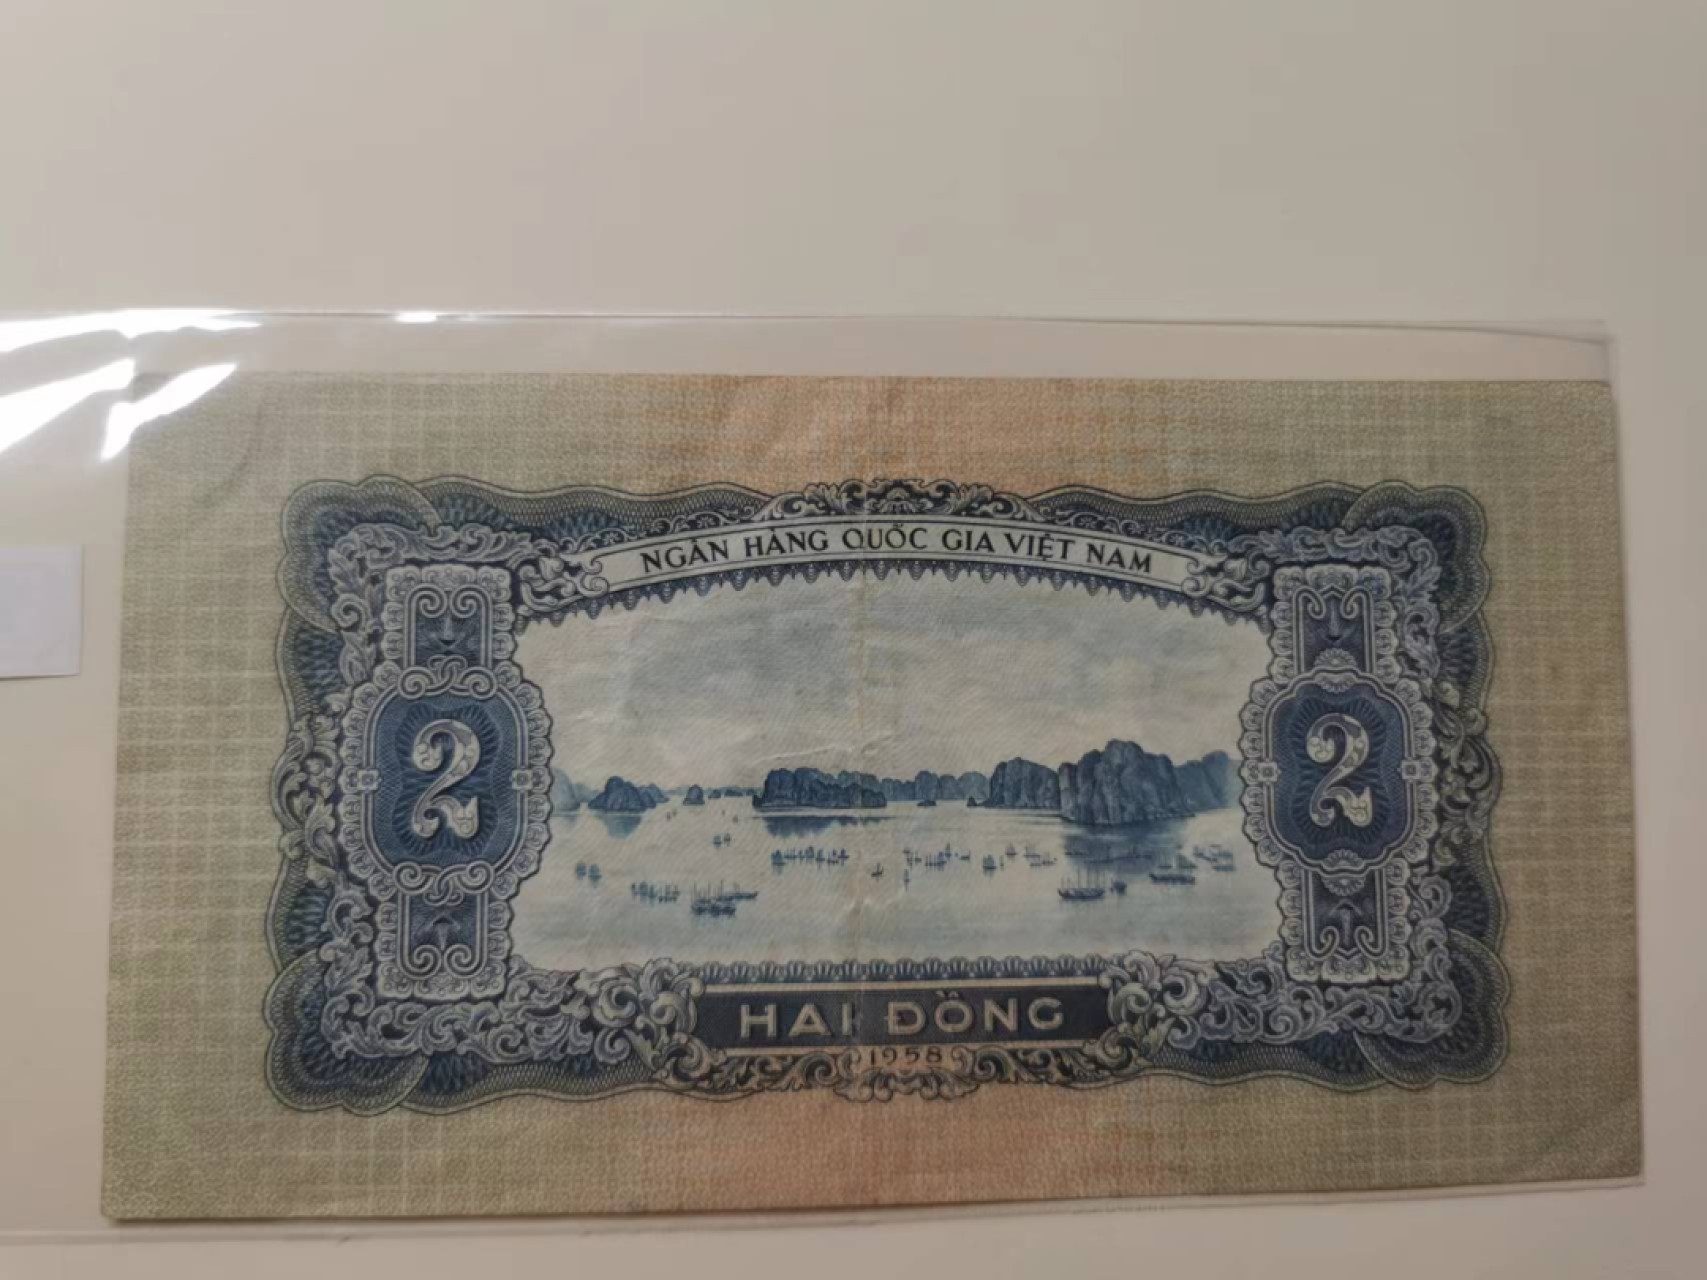 NGÂN HÀNG QUỐC GIA VIỆT NAM
2
2
HAI ĐỒNG
1958